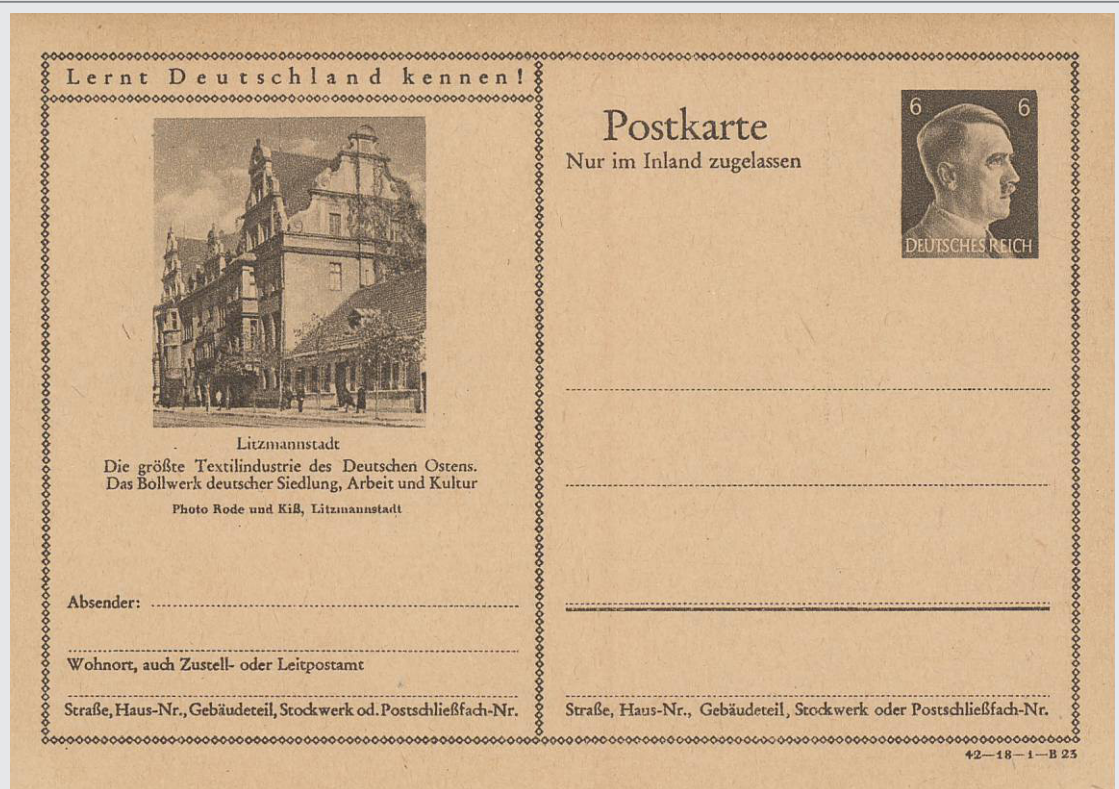 Lernt Deutschland kennen!
Litzmannstadt
Die größte Textilindustrie des Deutschen Ostens.
Das Bollwerk deutscher Siedlung, Arbeit und Kultur
Photo Rode und Kiß, Litzmannstadt
Absender:
Wohnort, auch Zustell- oder Leitpostamt
Straße, Haus-Nr., Gebäudeteil, Stockwerk od. Postschließfach-Nr.
Postkarte
Nur im Inland zugelassen
6 6
DEUTSCHES REICH
Straße, Haus-Nr., Gebäudeteil, Stockwerk oder Postschließfach-Nr.
42—18—1—B 23